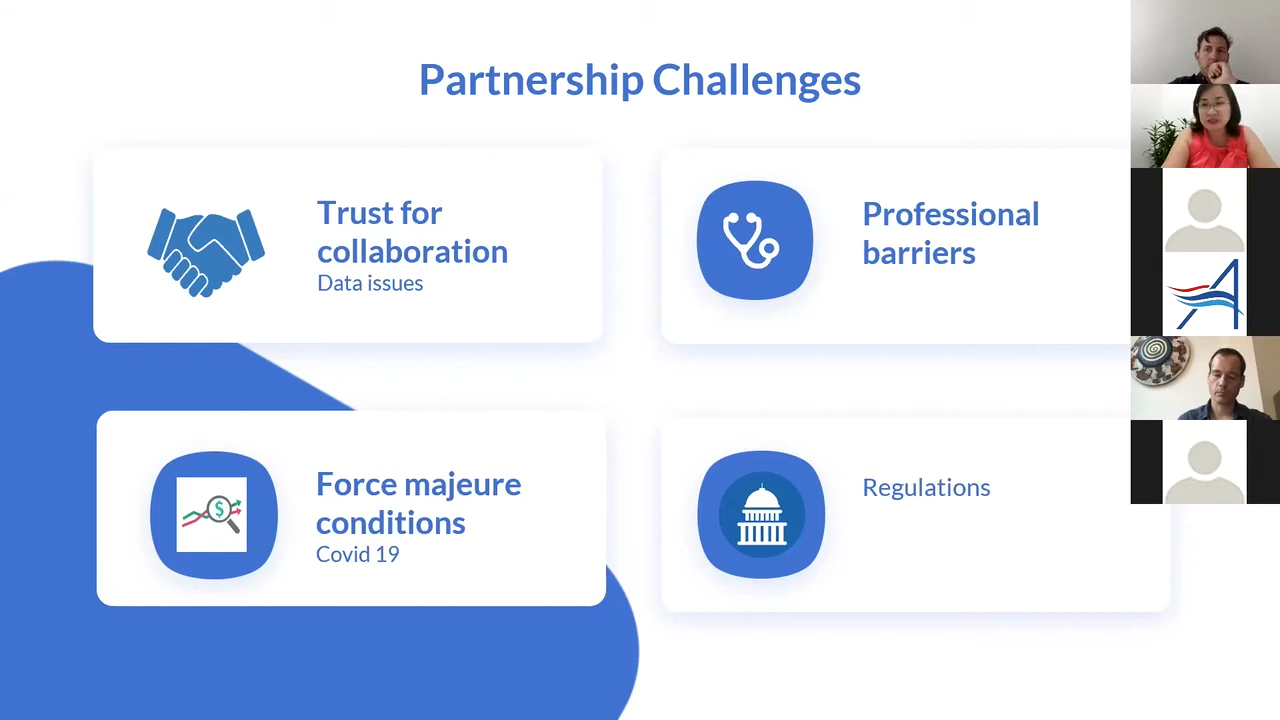 Partnership Challenges
Trust for
collaboration
Data issues
Professional
barriers
Force majeure
conditions
Covid 19
Regulations